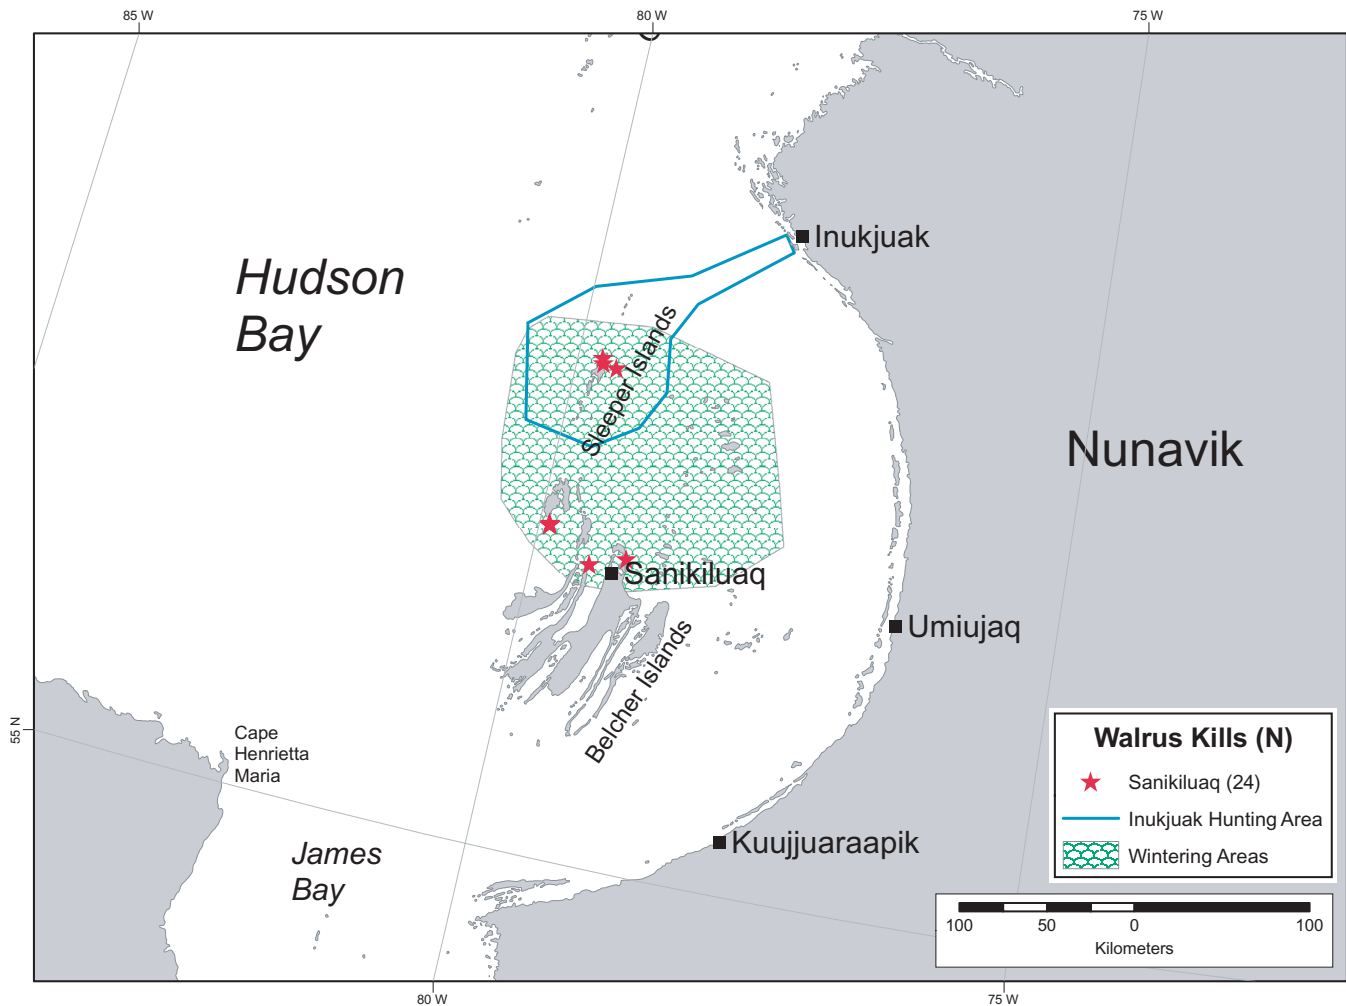 85 W
80 W
75 W
Inukjuak
Hudson
Bay
Sleeper Islands
Nunavik
Sanikiluaq
Umiujaq
Belcher Islands
55 N
Cape
Henrietta
Maria
Walrus Kills (N)
Sanikiluaq (24)
Inukjuak Hunting Area
Wintering Areas
Kuujjuaraapik
James
Bay
100 50 0 100
Kilometers
80 W
75 W